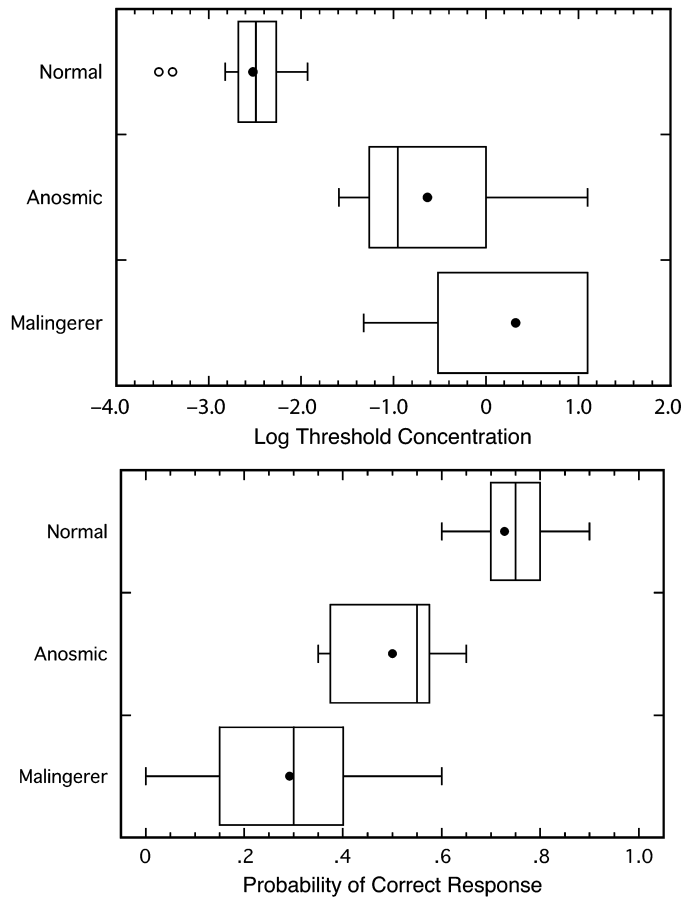 Normal
Anosmic
Malingerer
–4.0 –3.0 –2.0 –1.0 0 1.0 2.0
Log Threshold Concentration
Normal
Anosmic
Malingerer
0 .2 .4 .6 .8 1.0
Probability of Correct Response